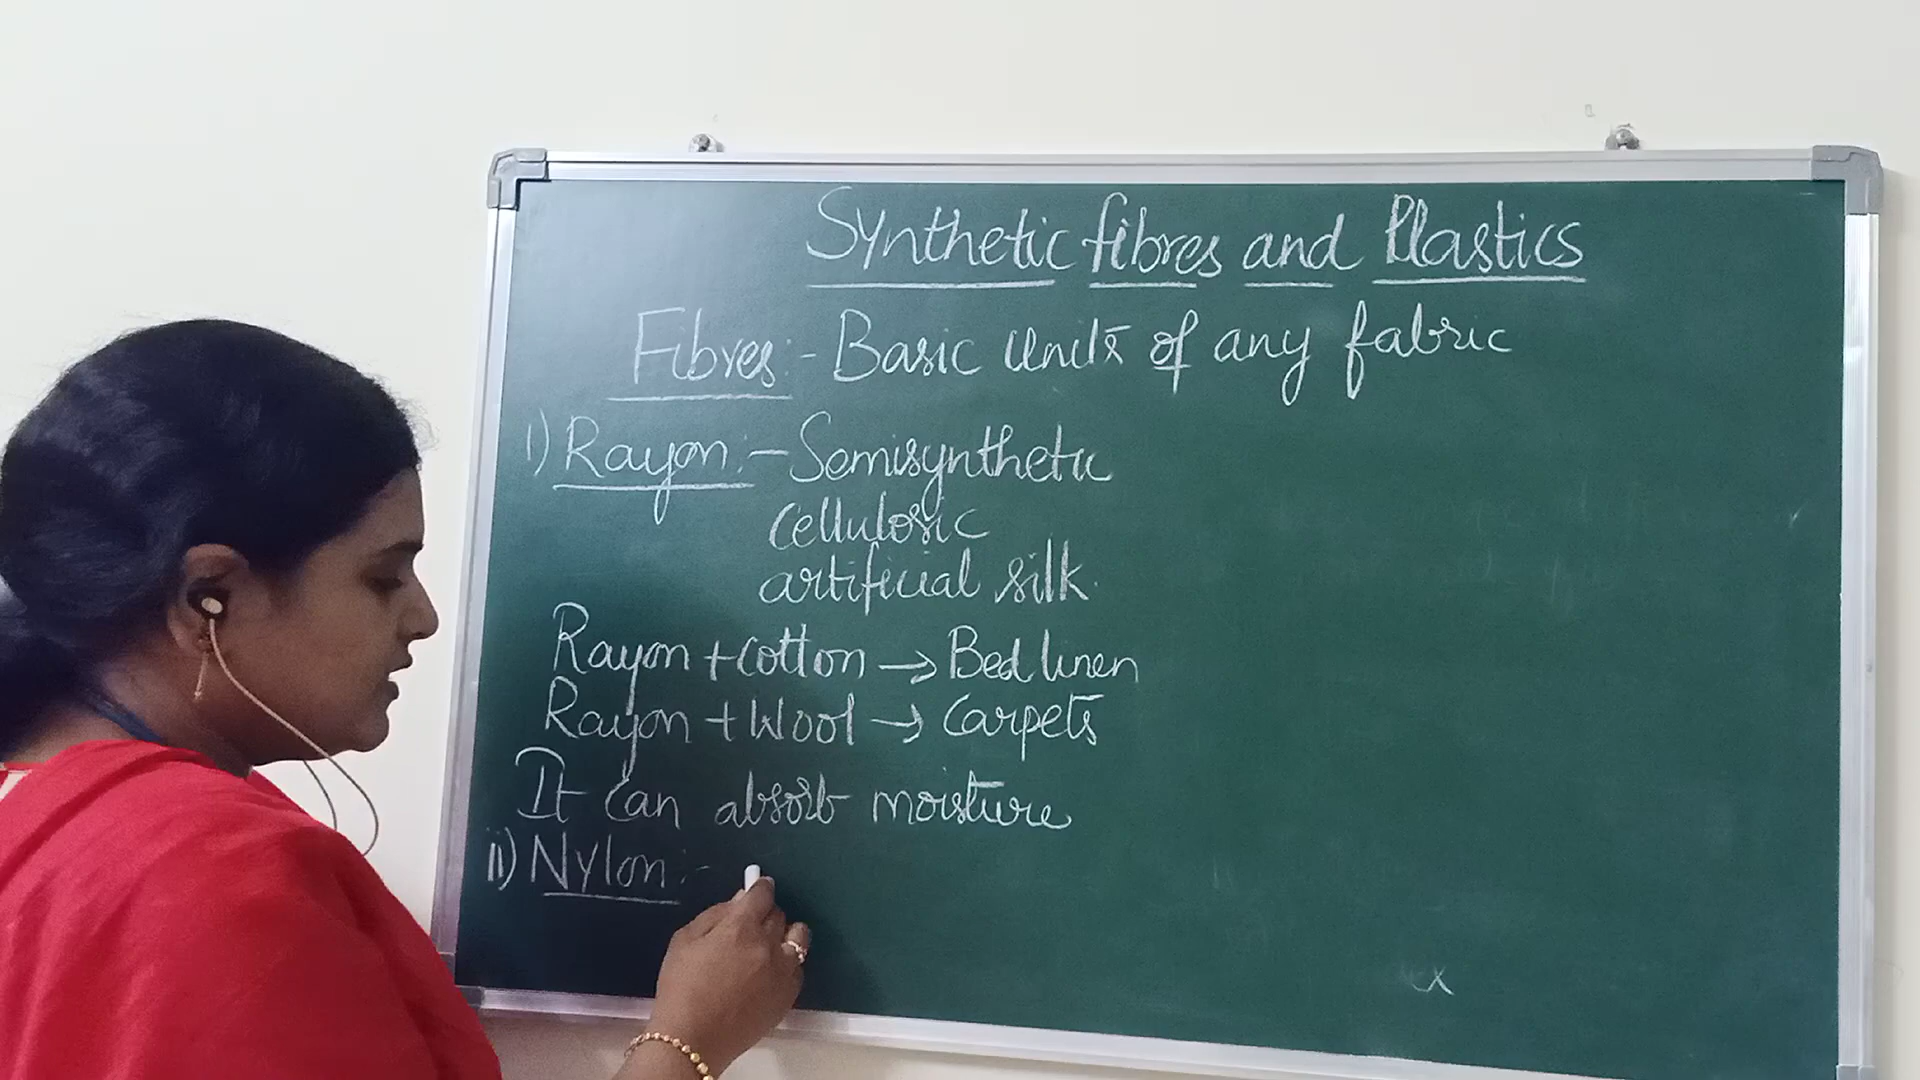 Synthetic fibres and Plastics
Fibres:- Basic units of any fabric
i) Rayon:- Semisynthetic
cellulosic
artificial silk.
Rayon + cotton → Bed linen
Rayon + Wool → Carpets
It can absorb moisture
ii) Nylon:-